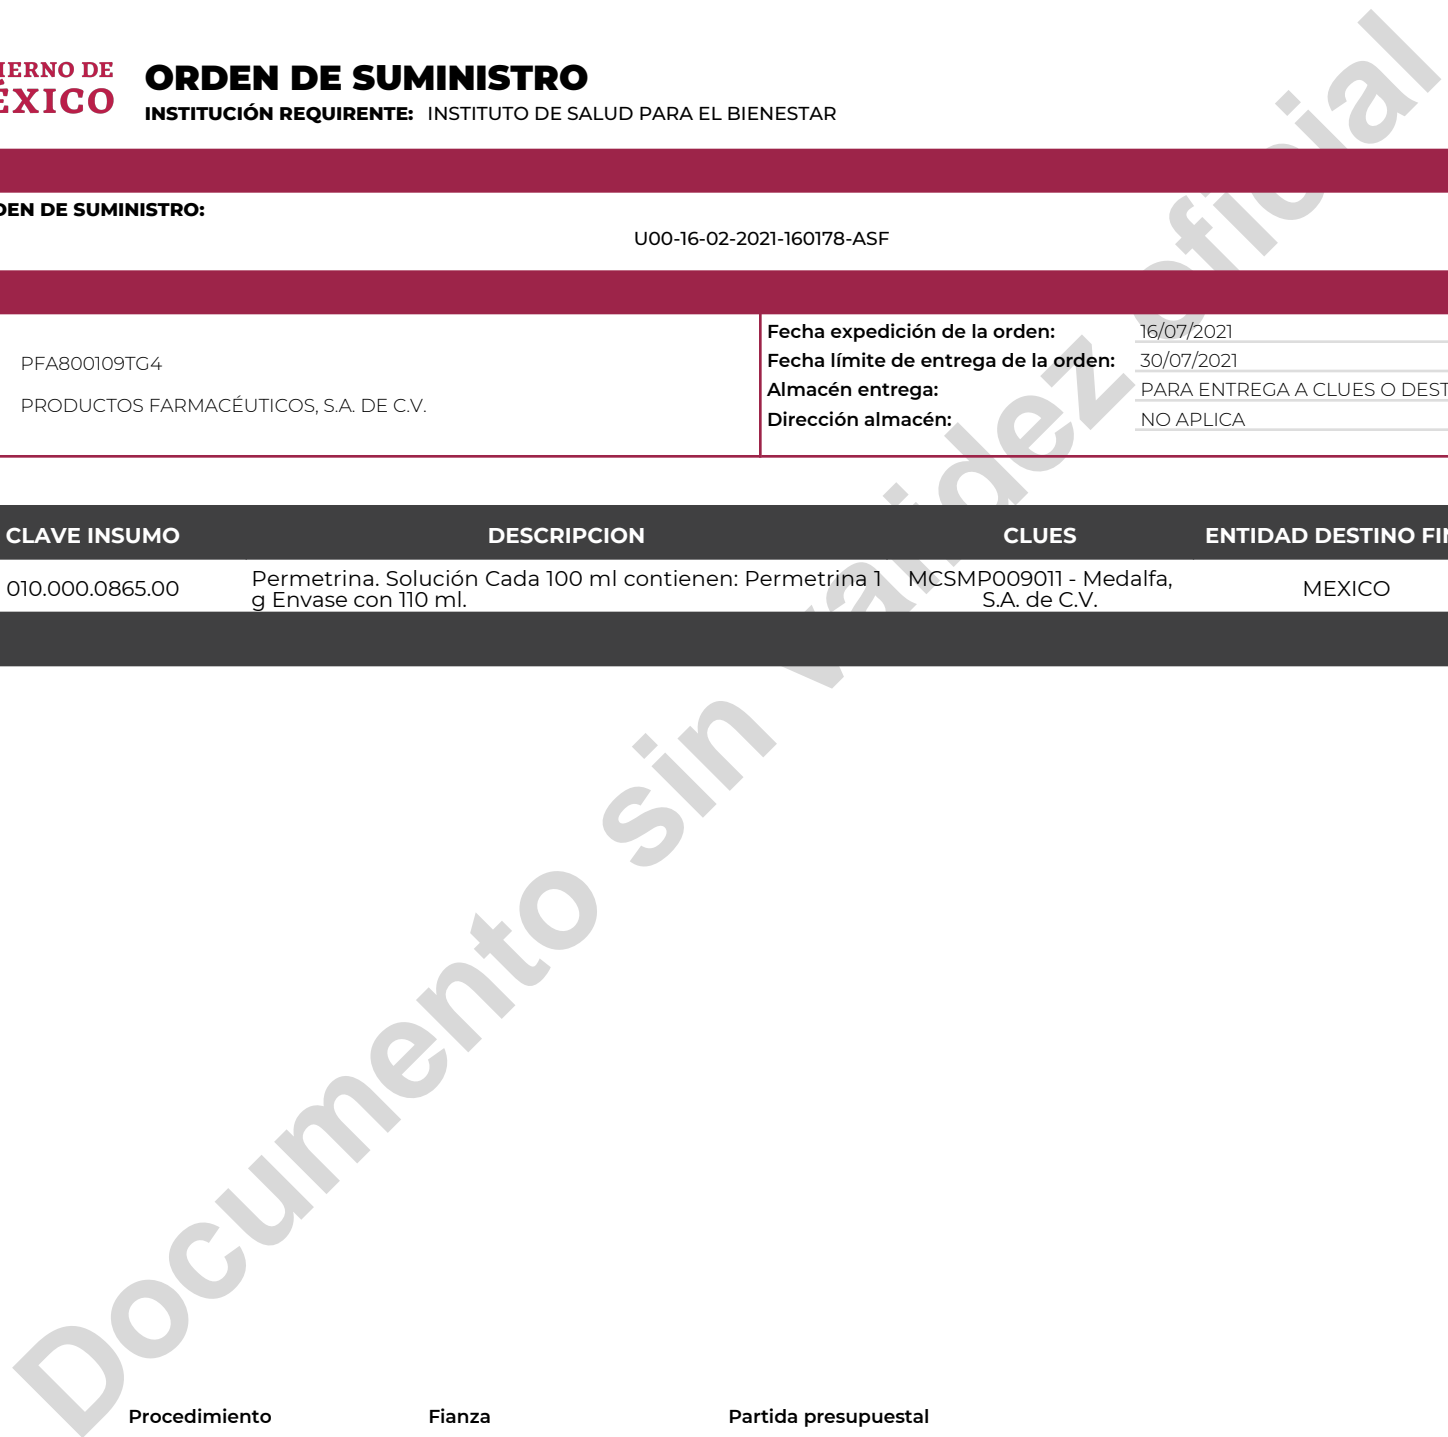 IERNO DE
ÉXICO
ORDEN DE SUMINISTRO
INSTITUCIÓN REQUIRENTE: INSTITUTO DE SALUD PARA EL BIENESTAR
DEN DE SUMINISTRO:
U00-16-02-2021-160178-ASF
PFA800109TG4
PRODUCTOS FARMACÉUTICOS, S.A. DE C.V.
Fecha expedición de la orden: 16/07/2021
Fecha límite de entrega de la orden: 30/07/2021
Almacén entrega: PARA ENTREGA A CLUES O DEST
Dirección almacén: NO APLICA
CLAVE INSUMO DESCRIPCION CLUES ENTIDAD DESTINO FIN
010.000.0865.00 Permetrina. Solución Cada 100 ml contienen: Permetrina 1 MCSMP009011 - Medalfa, MEXICO
g Envase con 110 ml. S.A. de C.V.
Documento sin validez oficial
Procedimiento Fianza Partida presupuestal